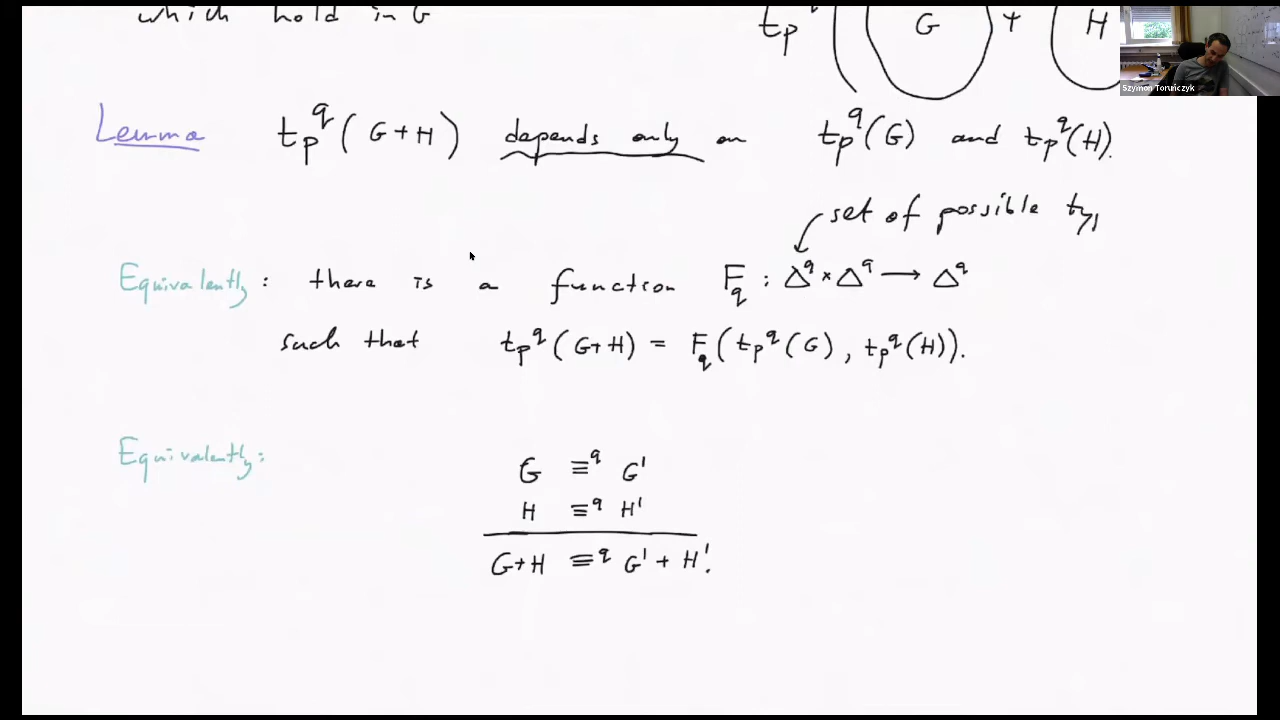 which hold in G
tp^q ( G + H
Szymon Toruńczyk
Lemma tp^q (G+H) depends only on tp^q(G) and tp^q(H).
set of possible
Equivalently: there is a function F_q : Δ^q × Δ^q → Δ^q
such that tp^q (G+H) = F_q (tp^q (G), tp^q (H)).
Equivalently:
G ≡^q G'
H ≡^q H'
G+H ≡^q G' + H'.